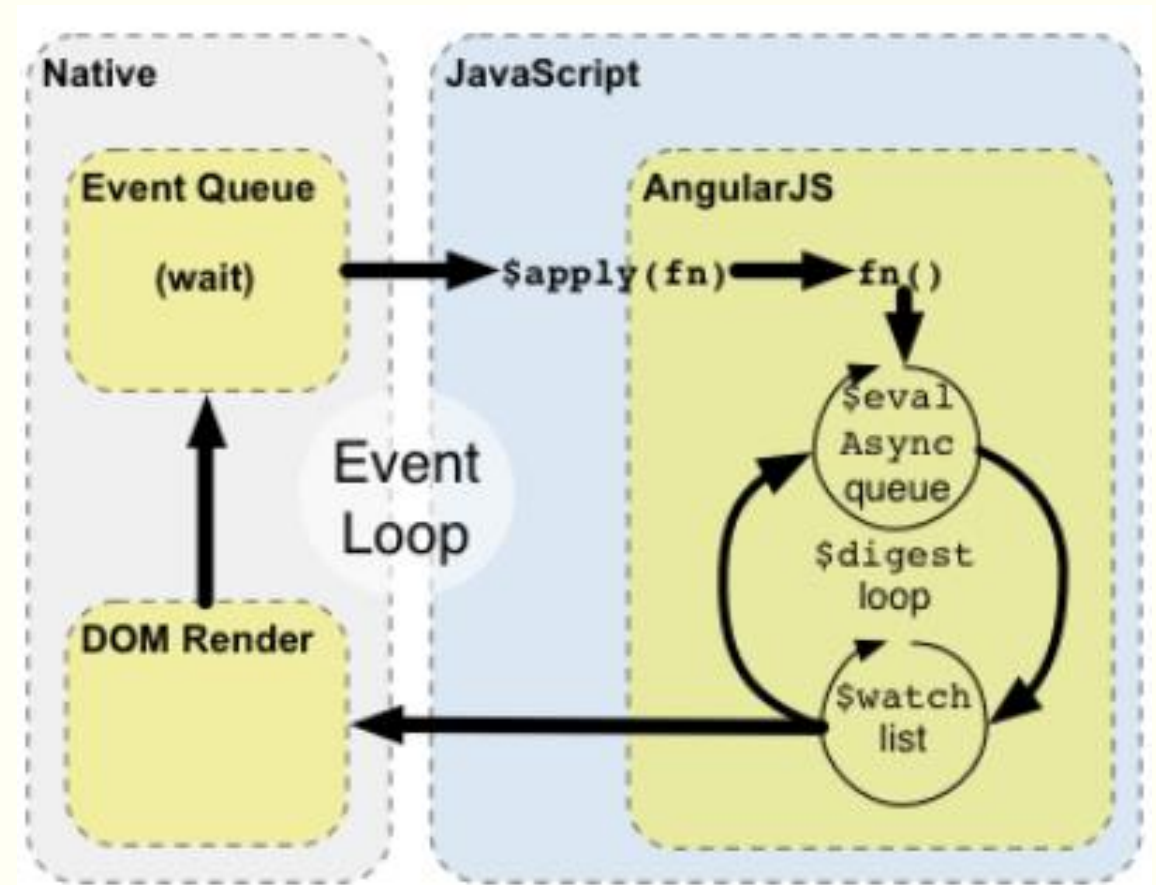 Native
Event Queue
(wait)
DOM Render
Event
Loop
JavaScript
AngularJS
$apply(fn)
fn()
$eval
Async
queue
$digest
loop
$watch
list